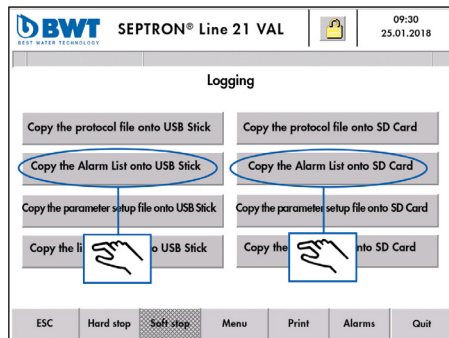 BWT
BEST WATER TECHNOLOGY
SEPTRON® Line 21 VAL
09:30
25.01.2018
Logging
Copy the protocol file onto USB Stick
Copy the protocol file onto SD Card
Copy the Alarm List onto USB Stick
Copy the Alarm List onto SD Card
Copy the parameter setup file onto USB Stick
Copy the parameter setup file onto SD Card
Copy the li o USB Stick
Copy the nto SD Card
ESC Hard stop Soft stop Menu Print Alarms Quit